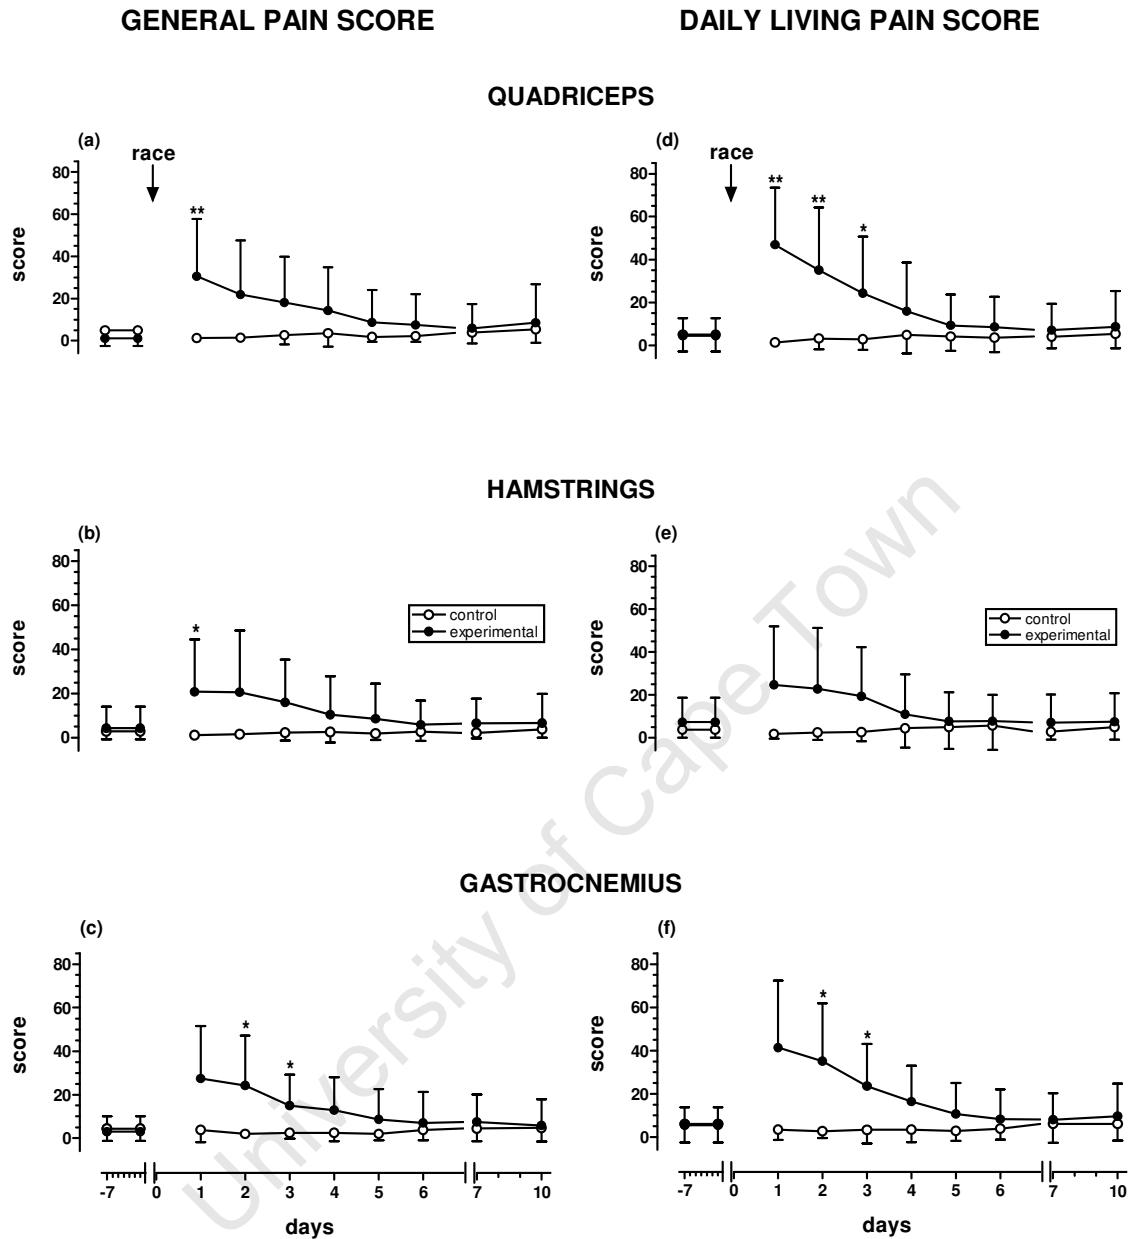 GENERAL PAIN SCORE DAILY LIVING PAIN SCORE
QUADRICEPS
(a) (d)
race race
80 80
** ** ** *
60 60
score score
40 40
20 20
0 0
HAMSTRINGS
(b) (e)
80 80
60 60
control control
experimental experimental
*
score score
40 40
20 20
0 0
GASTROCNEMIUS
(c) (f)
80 80
60 60
* * * *
score score
40 40
20 20
0 0
-7 0 1 2 3 4 5 6 7 10 -7 0 1 2 3 4 5 6 7 10
days days
University of Cape Town